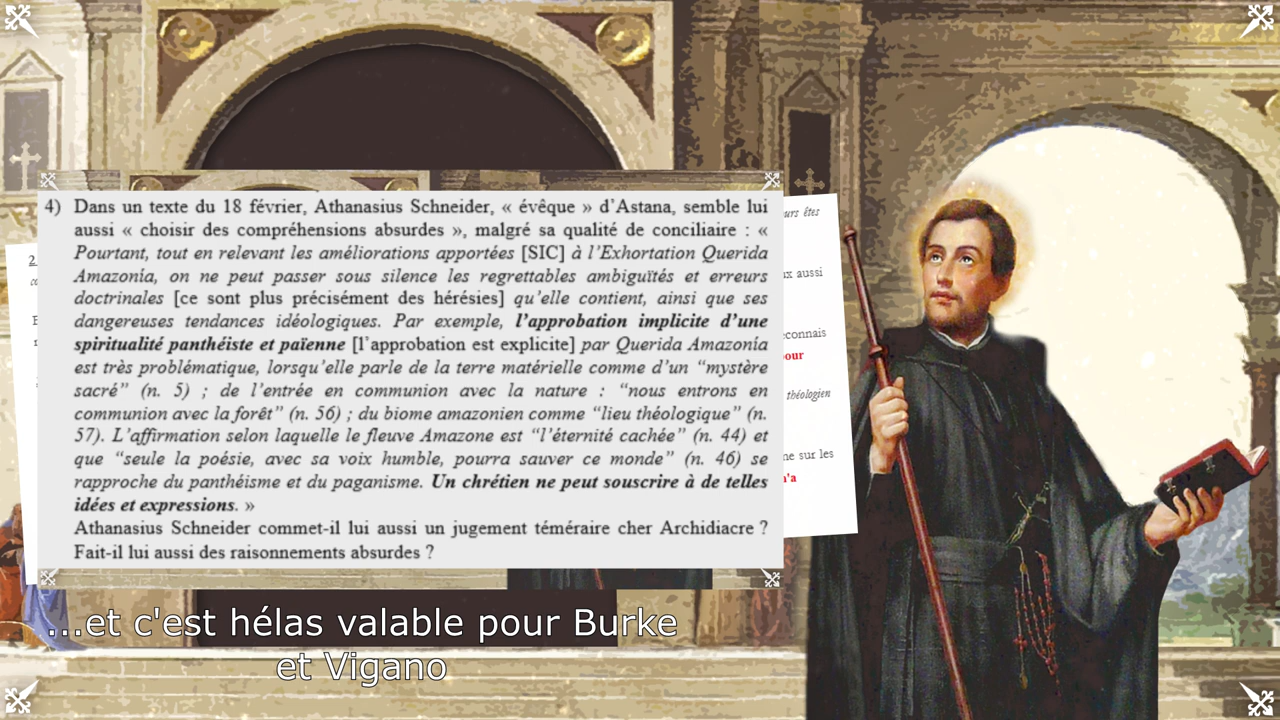 4) Dans un texte du 18 février, Athanasius Schneider, « évêque » d'Astana, semble lui
aussi « choisir des compréhensions absurdes », malgré sa qualité de conciliaire : «
Pourtant, tout en relevant les améliorations apportées [SIC] à l'Exhortation Querida
Amazonía, on ne peut passer sous silence les regrettables ambiguïtés et erreurs
doctrinales [ce sont plus précisément des hérésies] qu'elle contient, ainsi que ses
dangereuses tendances idéologiques. Par exemple, l'approbation implicite d'une
spiritualité panthéiste et païenne [l'approbation est explicite] par Querida Amazonía
est très problématique, lorsqu'elle parle de la terre matérielle comme d'un “mystère
sacré” (n. 5) ; de l'entrée en communion avec la nature : “nous entrons en
communion avec la forêt” (n. 56) ; du biome amazonien comme “lieu théologique” (n.
57). L'affirmation selon laquelle le fleuve Amazone est “l'éternité cachée” (n. 44) et
que “seule la poésie, avec sa voix humble, pourra sauver ce monde” (n. 46) se
rapproche du panthéisme et du paganisme. Un chrétien ne peut souscrire à de telles
idées et expressions. »
Athanasius Schneider commet-il lui aussi un jugement téméraire cher Archidiacre ?
Fait-il lui aussi des raisonnements absurdes ?
êtes
aussi
théologien
sur les
...et c'est hélas valable pour Burke
et Vigano